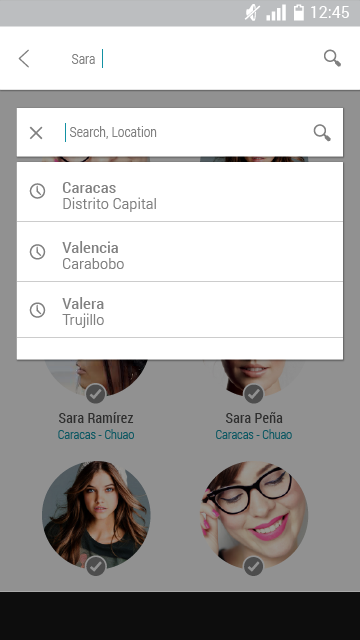 12:45
Sara
Search, Location
Caracas
Distrito Capital
Valencia
Carabobo
Valera
Trujillo
Sara Ramírez
Sara Peña
Caracas - Chuao
Caracas - Chuao